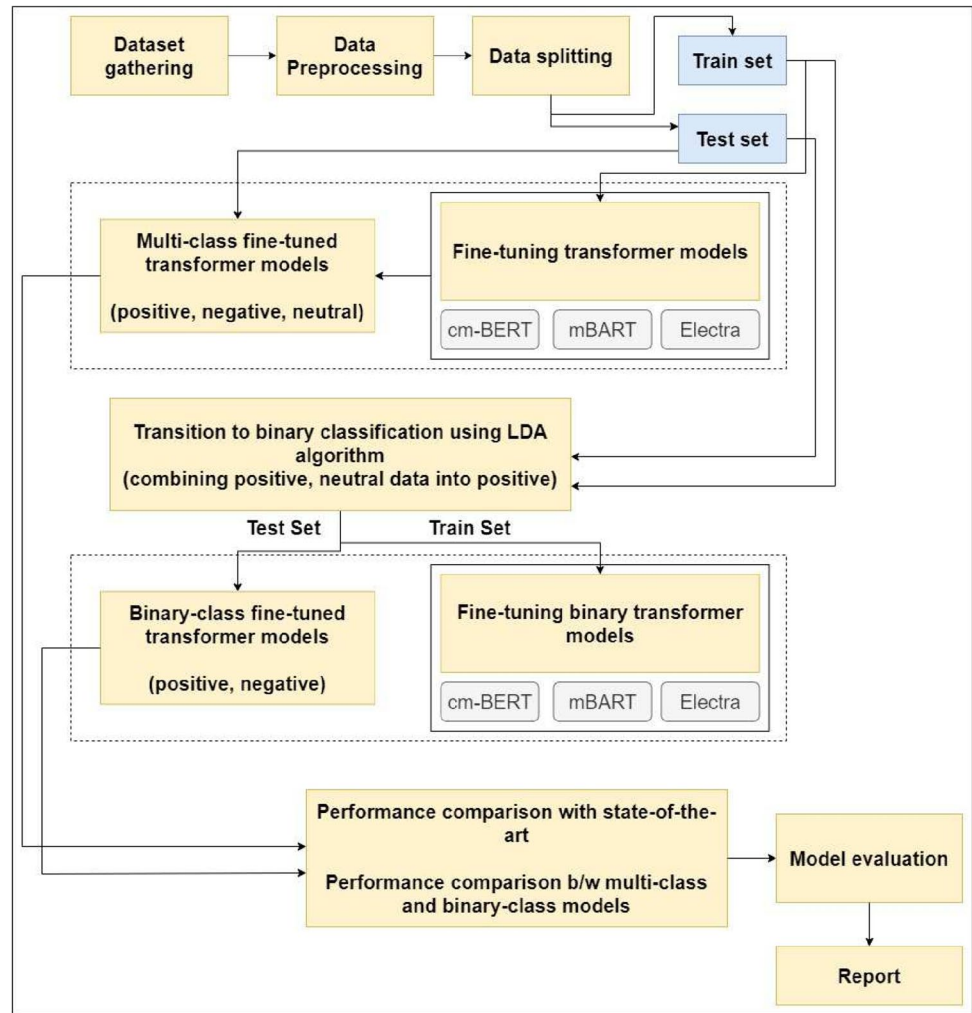 Dataset
gathering
Data
Preprocessing
Data splitting
Train set
Test set
Multi-class fine-tuned
transformer models
(positive, negative, neutral)
Fine-tuning transformer models
cm-BERT
mBART
Electra
Transition to binary classification using LDA
algorithm
(combining positive, neutral data into positive)
Test Set
Train Set
Binary-class fine-tuned
transformer models
(positive, negative)
Fine-tuning binary transformer
models
cm-BERT
mBART
Electra
Performance comparison with state-of-the-
art
Performance comparison b/w multi-class
and binary-class models
Model evaluation
Report